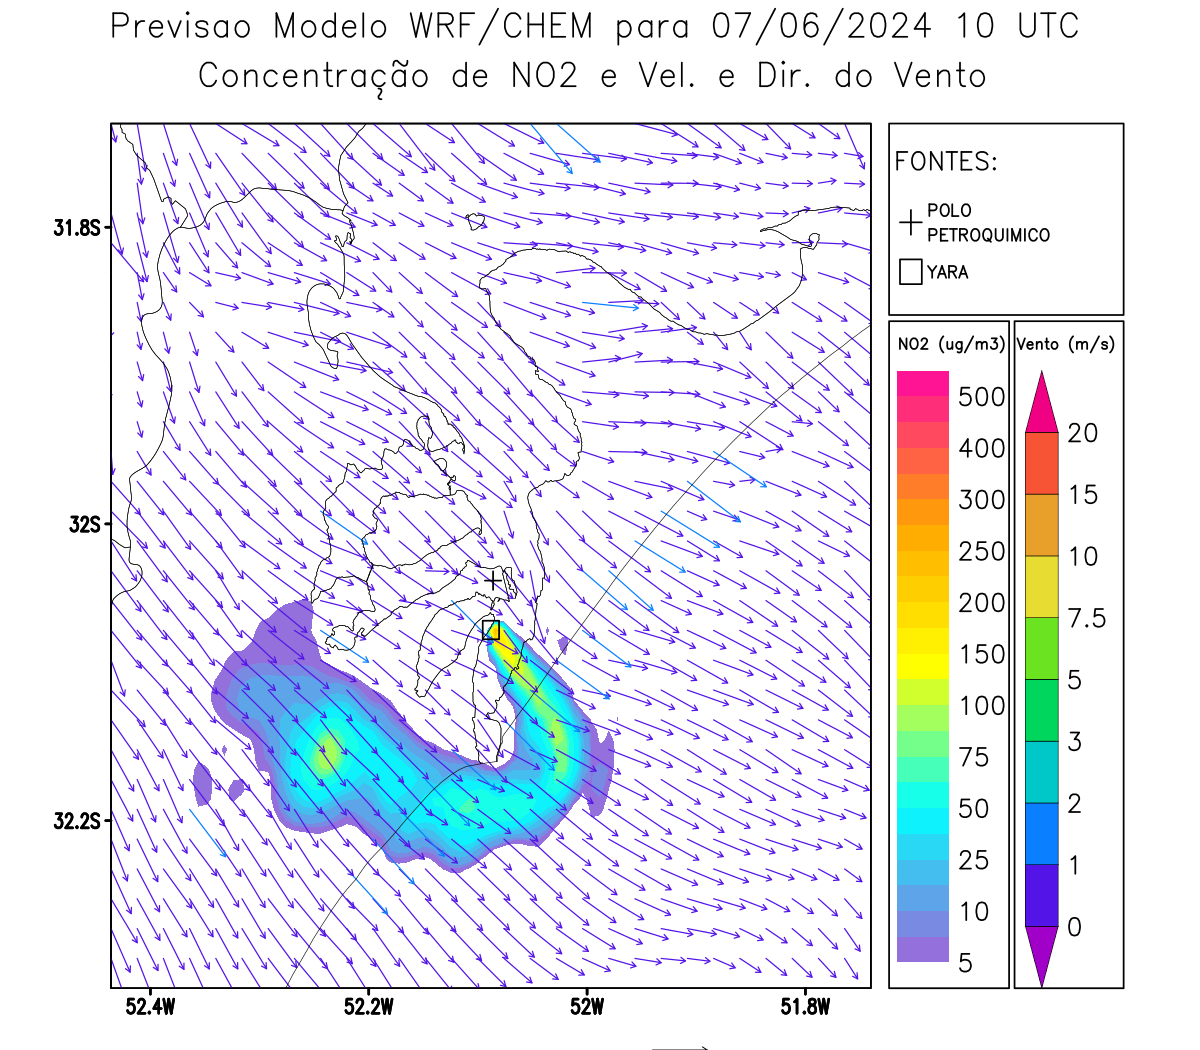 Previsao Modelo WRF/CHEM para 07/06/2024 10 UTC
Concentração de NO2 e Vel. e Dir. do Vento
FONTES:
POLO
PETROQUIMICO
YARA
NO2 (ug/m3)
500
400
300
250
200
150
100
75
50
25
10
5
Vento (m/s)
20
15
10
7.5
5
3
2
1
0
31.8S
32S
32.2S
52.4W
52.2W
52W
51.8W